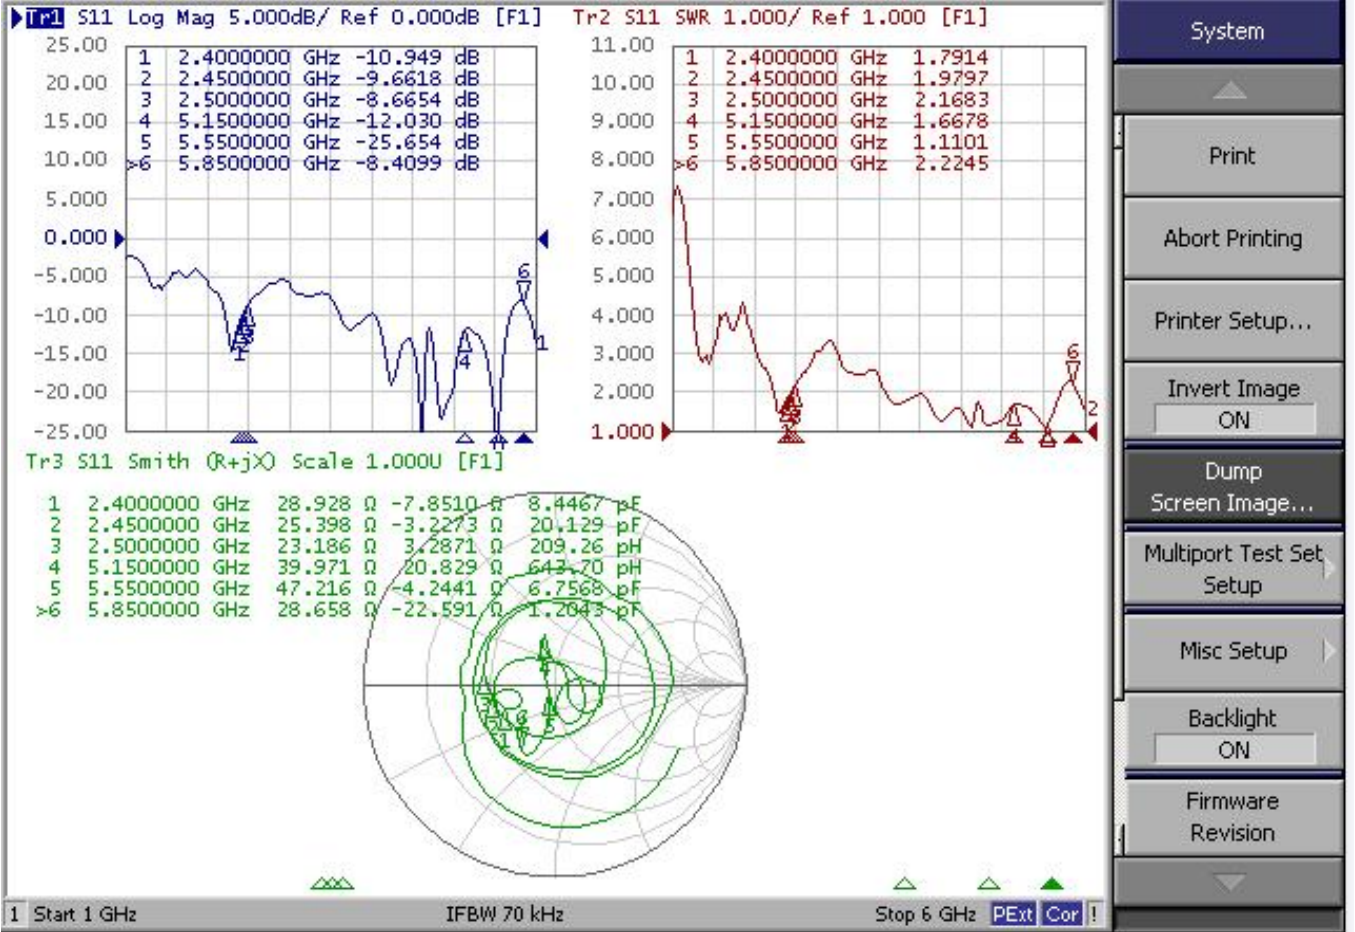 Tr1 S11 Log Mag 5.000dB/ Ref 0.000dB [F1]
25.00
20.00
15.00
10.00
5.000
0.000
-5.000
-10.00
-15.00
-20.00
-25.00
1 2.4000000 GHz -10.949 dB
2 2.4500000 GHz -9.6618 dB
3 2.5000000 GHz -8.6654 dB
4 5.1500000 GHz -12.030 dB
5 5.5500000 GHz -25.654 dB
>6 5.8500000 GHz -8.4099 dB
6
4
1
1
Tr2 S11 SWR 1.000/ Ref 1.000 [F1]
11.00
10.00
9.000
8.000
7.000
6.000
5.000
4.000
3.000
2.000
1.000
1 2.4000000 GHz 1.7914
2 2.4500000 GHz 1.9797
3 2.5000000 GHz 2.1683
4 5.1500000 GHz 1.6678
5 5.5500000 GHz 1.1101
>6 5.8500000 GHz 2.2245
6
2
Tr3 S11 Smith (R+jX) Scale 1.000U [F1]
1 2.4000000 GHz 28.928 Ω -7.8510 Ω 8.4467 pF
2 2.4500000 GHz 25.398 Ω -3.2273 Ω 20.129 pF
3 2.5000000 GHz 23.186 Ω 3.2871 Ω 209.26 pH
4 5.1500000 GHz 39.971 Ω 20.829 Ω 643.70 pH
5 5.5500000 GHz 47.216 Ω -4.2441 Ω 6.7568 pF
>6 5.8500000 GHz 28.658 Ω -22.591 Ω 1.2043 pF
4
3
6
5
1
1 Start 1 GHz
IFBW 70 kHz
Stop 6 GHz PExt Cor !
System
Print
Abort Printing
Printer Setup...
Invert Image
ON
Dump
Screen Image...
Multiport Test Set
Setup
Misc Setup
Backlight
ON
Firmware
Revision